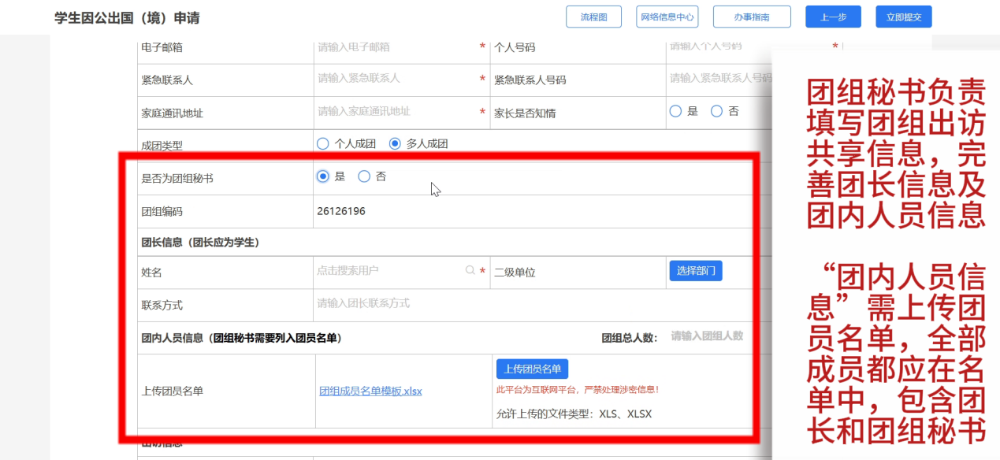 学生因公出国（境）申请
流程图 网络信息中心 办事指南 上一步 立即提交
电子邮箱 请输入电子邮箱 * 个人号码 请输入个人号码 *
紧急联系人 请输入紧急联系人 * 紧急联系人号码 请输入紧急联系人号码
家庭通讯地址 请输入家庭通讯地址 * 家长是否知情 是 否
成团类型 个人成团 多人成团
是否为团组秘书 是 否
团组编码 26126196
团长信息（团长应为学生）
姓名 点击搜索用户 * 二级单位 选择部门
联系方式 请输入团长联系方式
团内人员信息（团组秘书需要列入团员名单） 团组总人数： 请输入团组人数
上传团员名单 团组成员名单模板.xlsx 上传团员名单
此平台为互联网平台，严禁处理涉密信息！
允许上传的文件类型：XLS、XLSX
出访信息
团组秘书负责
填写团组出访
共享信息，完
善团长信息及
团内人员信息
“团内人员信
息”需上传团
员名单，全部
成员都应在名
单中，包含团
长和团组秘书